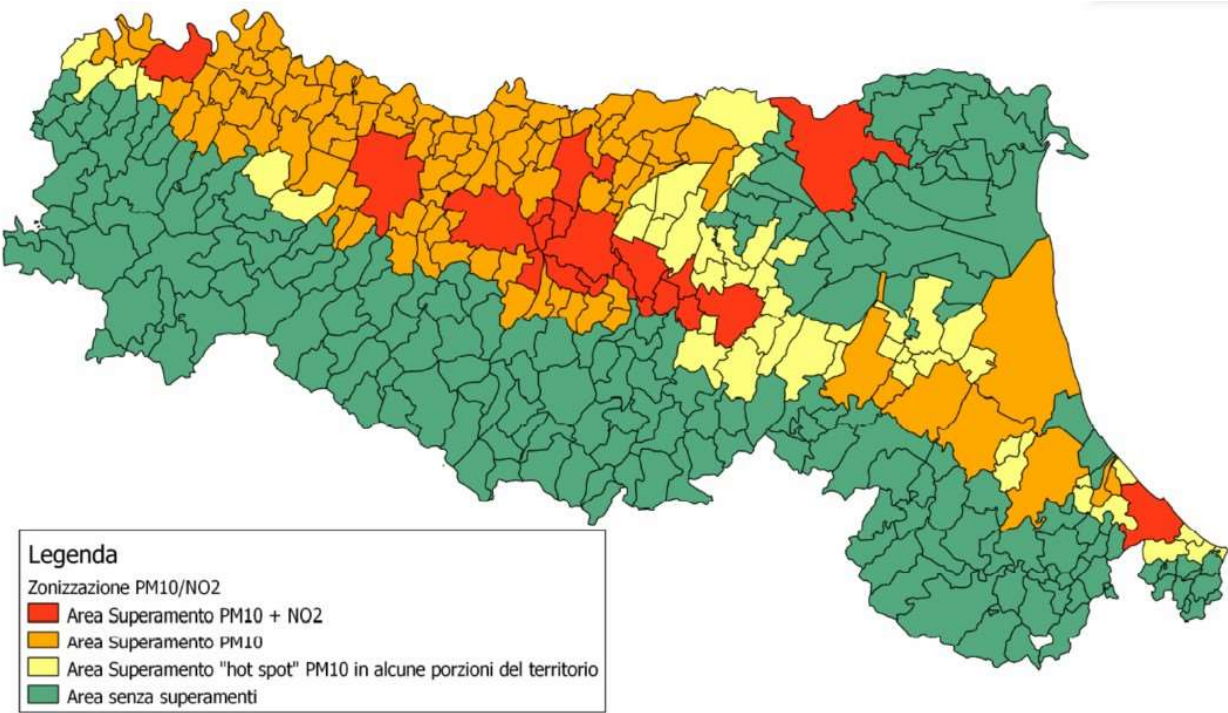 Legenda
Zonizzazione PM10/NO2
Area Superamento PM10 + NO2
Area Superamento PM10
Area Superamento "hot spot" PM10 in alcune porzioni del territorio
Area senza superamenti